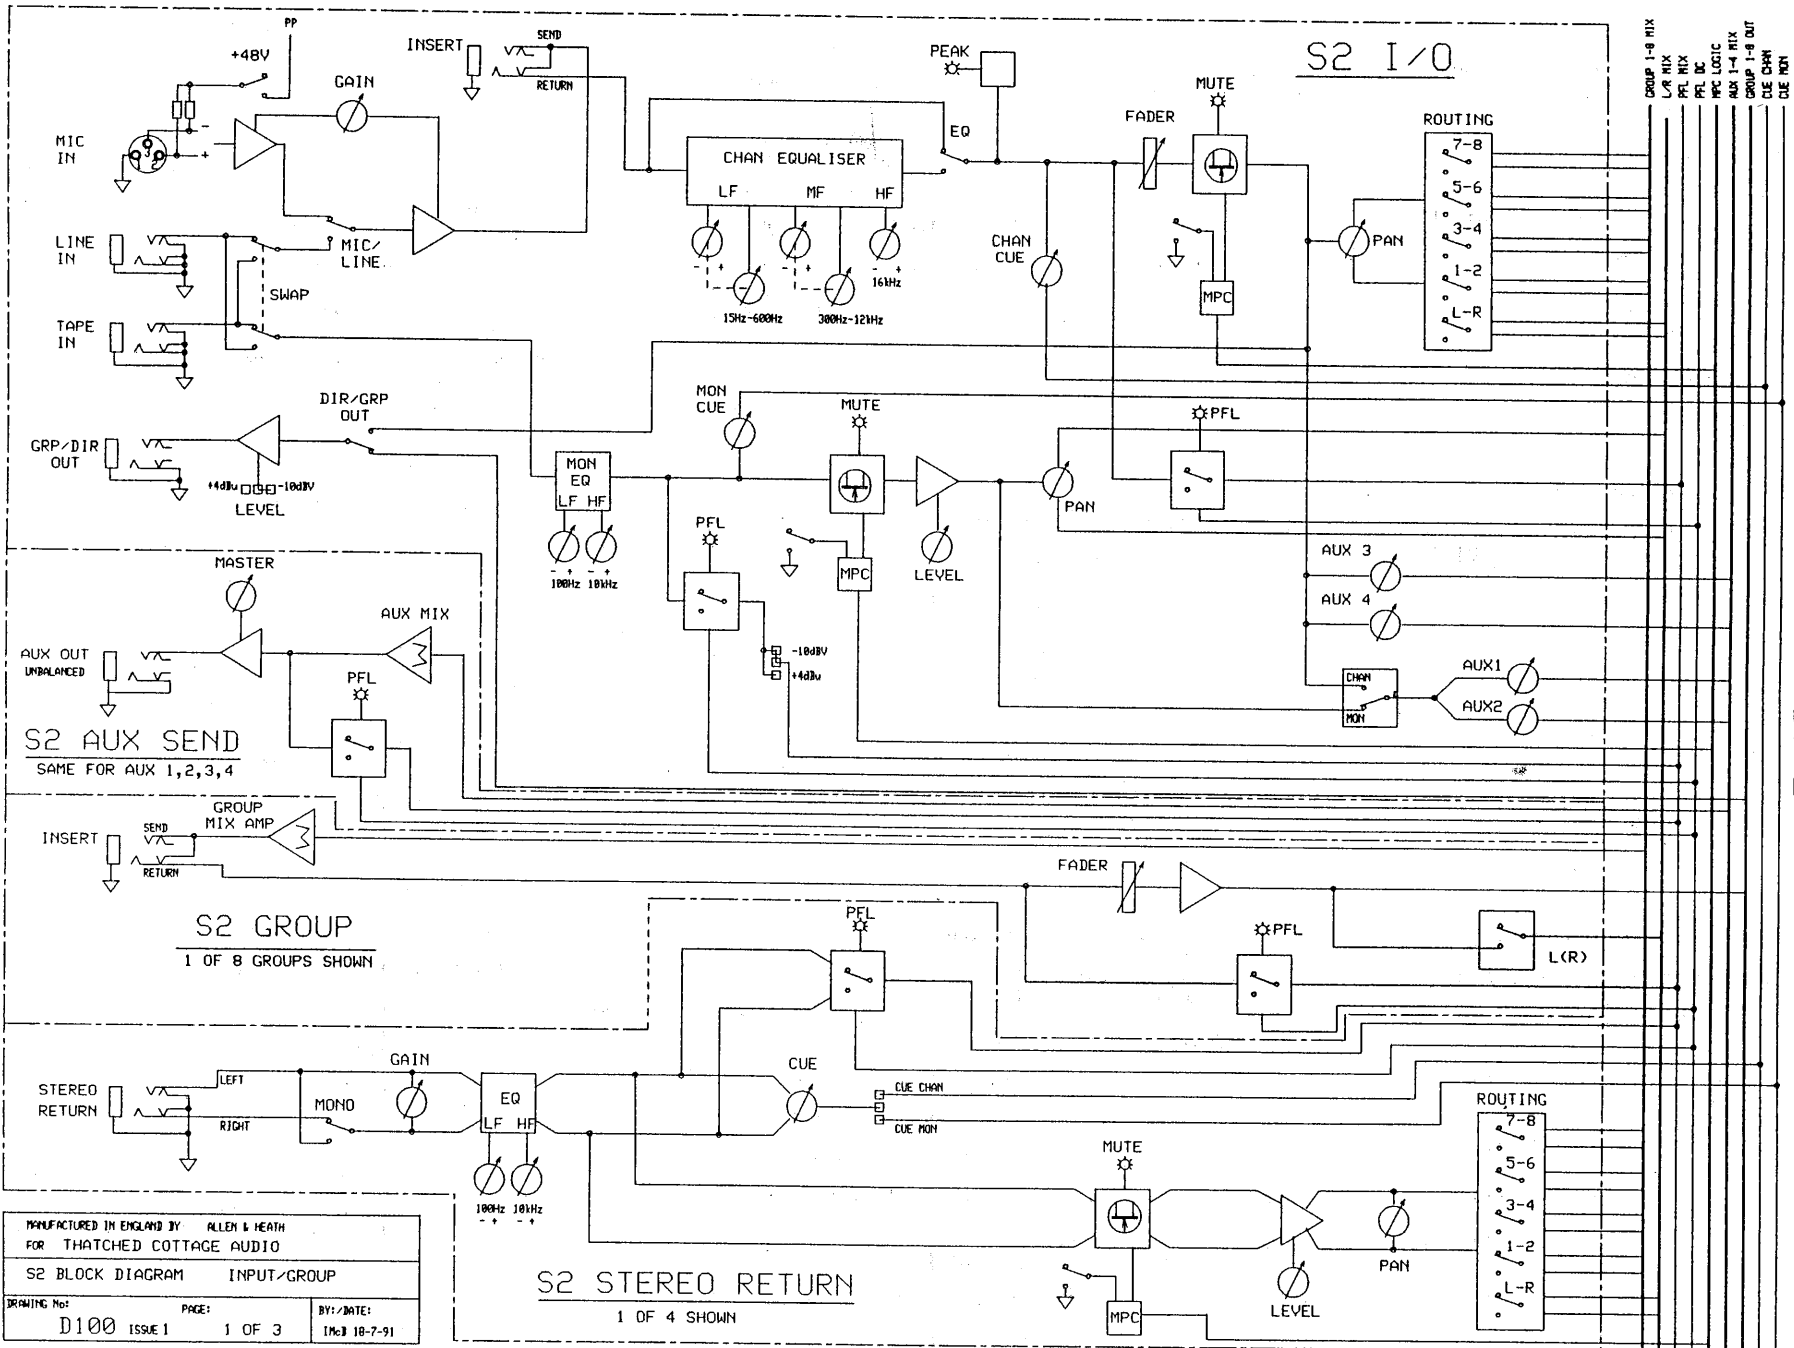 S2 I/O
PP
+48V
INSERT
SEND
RETURN
GAIN
MIC
IN
-
+
3
2
LINE
IN
MIC/
LINE
SWAP
TAPE
IN
CHAN EQUALISER
LF
MF
HF
EQ
- +
- +
- +
16kHz
15Hz-600Hz
300Hz-12kHz
PEAK
CHAN
CUE
FADER
MUTE
MPC
PAN
ROUTING
7-8
5-6
3-4
1-2
L-R
GROUP 1-8 MIX
L/R MIX
PFL MIX
PFL DC
MPC LOGIC
AUX 1-4 MIX
GROUP 1-8 OUT
CUE CHAN
CUE MON
DIR/GRP
OUT
GRP/DIR
OUT
+4dBu
-10dBV
LEVEL
MON
EQ
LF HF
- +
100Hz 10kHz
MON
CUE
PFL
MUTE
MPC
LEVEL
PAN
PFL
-10dBV
+4dBu
AUX 3
AUX 4
CHAN
MON
AUX1
AUX2
MASTER
AUX MIX
AUX OUT
UNBALANCED
PFL
S2 AUX SEND
SAME FOR AUX 1,2,3,4
GROUP
MIX AMP
INSERT
SEND
RETURN
S2 GROUP
1 OF 8 GROUPS SHOWN
FADER
PFL
L(R)
PFL
STEREO
RETURN
LEFT
RIGHT
MONO
GAIN
EQ
LF HF
100Hz 10kHz
- + - +
CUE
CUE CHAN
CUE MON
MUTE
MPC
LEVEL
PAN
ROUTING
7-8
5-6
3-4
1-2
L-R
S2 STEREO RETURN
1 OF 4 SHOWN
MANUFACTURED IN ENGLAND BY ALLEN & HEATH
FOR THATCHED COTTAGE AUDIO
S2 BLOCK DIAGRAM INPUT/GROUP
DRAWING No: PAGE: BY:/DATE:
D100 ISSUE 1 1 OF 3 IMcB 18-7-91